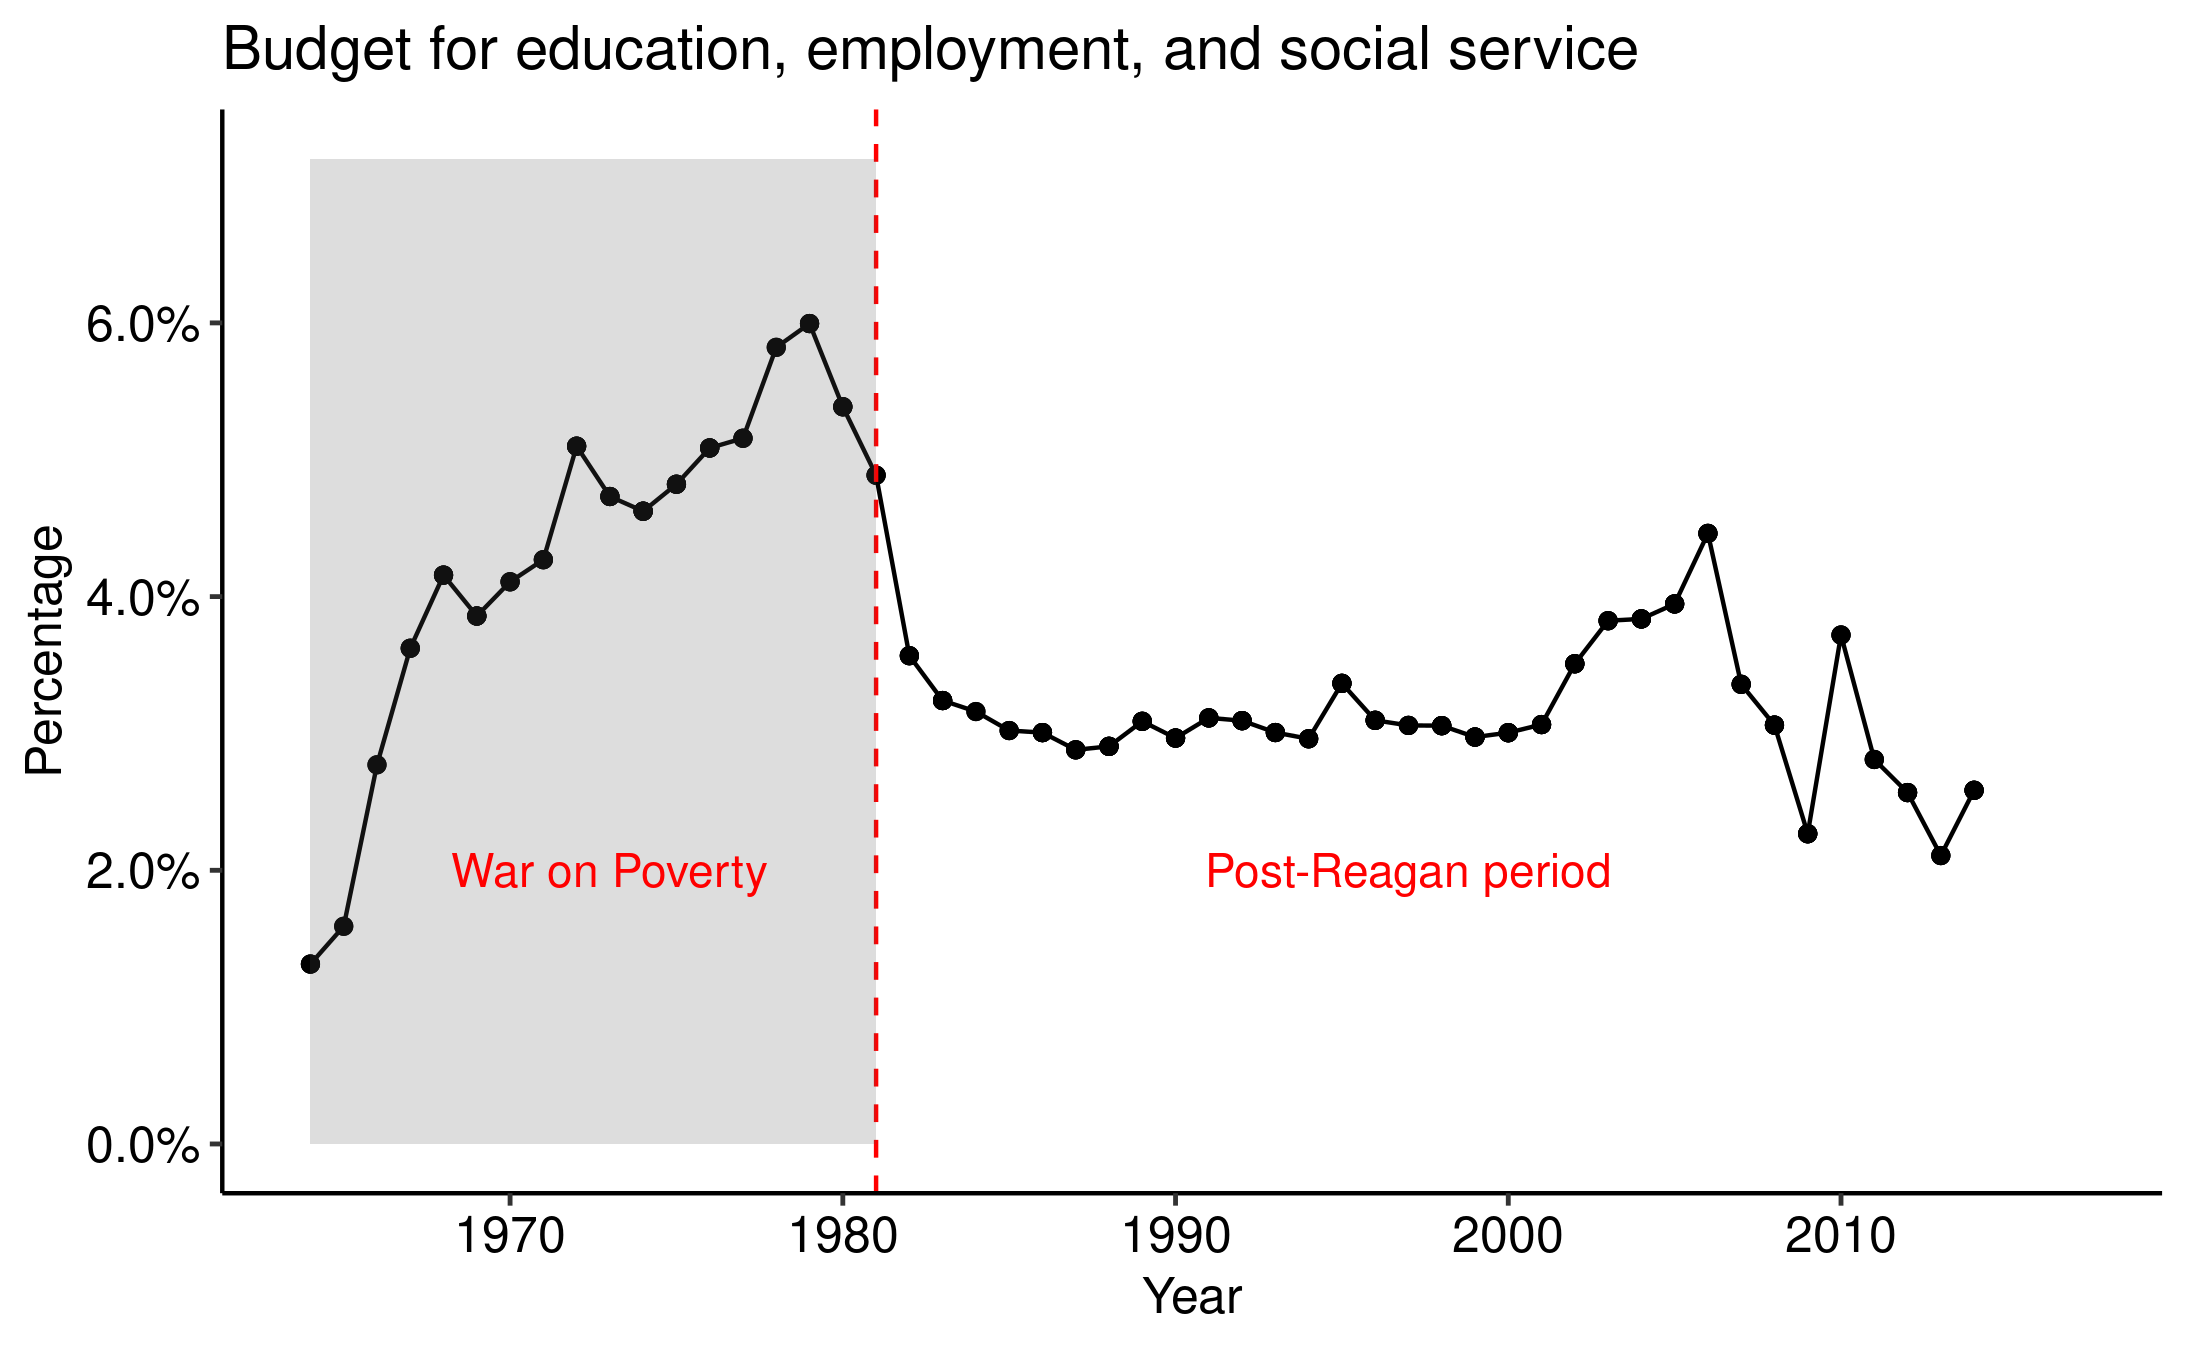 Budget for education, employment, and social service
Percentage
6.0%
4.0%
2.0%
0.0%
War on Poverty
Post-Reagan period
1970
1980
1990
2000
2010
Year